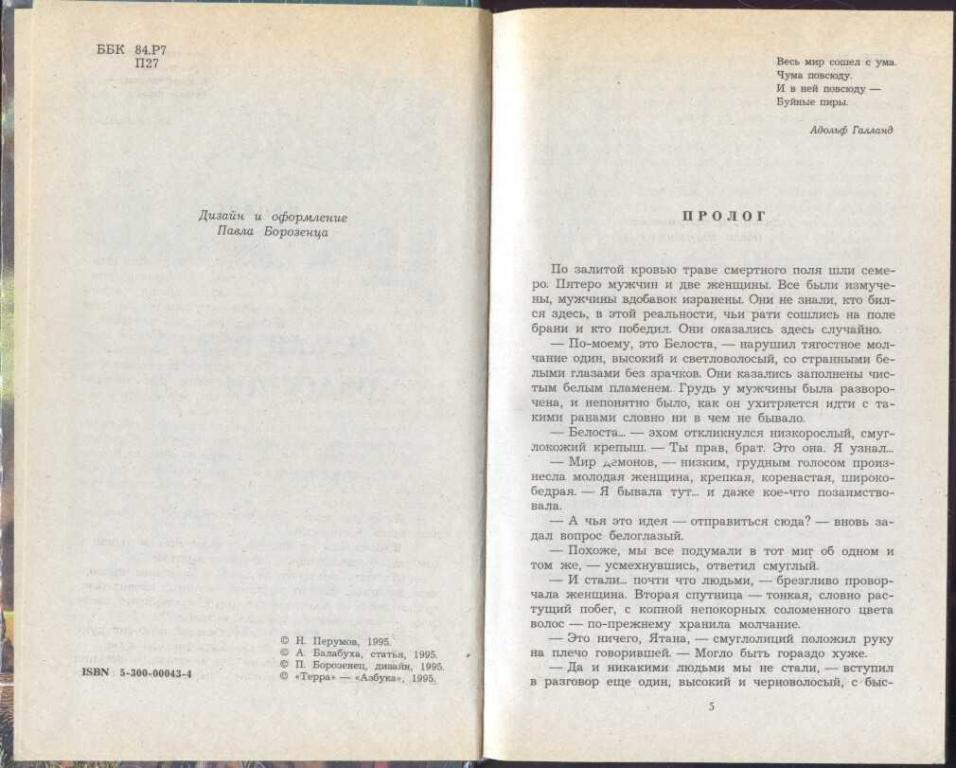 ББК 84.Р7
П27
Дизайн и оформление
Павла Борозенца
ISBN 5-300-00043-4
© Н. Перумов, 1995.
© А. Балабуха, статья, 1995.
© П. Борозенец, дизайн, 1995.
© «Терра» — «Азбука», 1995.
Весь мир сошел с ума.
Чума повсюду.
И в ней повсюду —
Буйные пиры.
Адольф Галланд
ПРОЛОГ
По залитой кровью траве смертного поля шли семе-
ро. Пятеро мужчин и две женщины. Все были измуче-
ны, мужчины вдобавок изранены. Они не знали, кто бил-
ся здесь, в этой реальности, чьи рати сошлись на поле
брани и кто победил. Они оказались здесь случайно.
— По-моему, это Белоста, — нарушил тягостное мол-
чание один, высокий и светловолосый, со странными бе-
лыми глазами без зрачков. Они казались заполнены чис-
тым белым пламенем. Грудь у мужчины была разворо-
чена, и непонятно было, как он ухитряется идти с та-
кими ранами словно ни в чем не бывало.
— Белоста... — эхом откликнулся низкорослый, смуг-
локожий крепыш. — Ты прав, брат. Это она. Я узнал...
— Мир демонов, — низким, грудным голосом произ-
несла молодая женщина, крепкая, коренастая, широко-
бедрая. — Я бывала тут... и даже кое-что позаимство-
вала.
— А чья это идея — отправиться сюда? — вновь за-
дал вопрос белоглазый.
— Похоже, мы все подумали в тот миг об одном и
том же, — усмехнувшись, ответил смуглый.
— И стали... почти что людьми, — брезгливо провор-
чала женщина. Вторая спутница — тонкая, словно рас-
тущий побег, с копной непокорных соломенного цвета
волос — по-прежнему хранила молчание.
— Это ничего, Ятана, — смуглолицый положил руку
на плечо говорившей. — Могло быть гораздо хуже.
— Да и никакими людьми мы не стали, — вступил
в разговор еще один, высокий и черноволосый, с быс-
5